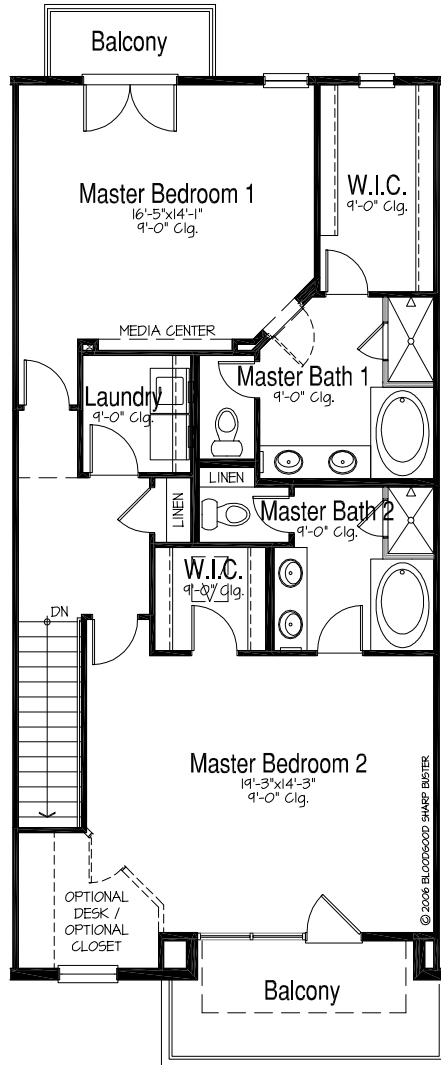 Balcony
Master Bedroom 1
16'-5"x14'-1"
9'-0" Clg.
W.I.C.
9'-0" Clg.
MEDIA CENTER
Laundry
9'-0" Clg.
Master Bath 1
9'-0" Clg.
LINEN
LINEN
Master Bath 2
9'-0" Clg.
W.I.C.
9'-0" Clg.
DN
Master Bedroom 2
19'-3"x14'-3"
9'-0" Clg.
OPTIONAL
DESK /
OPTIONAL
CLOSET
Balcony
© 2006 BLOODGOOD SHARP BUSTER